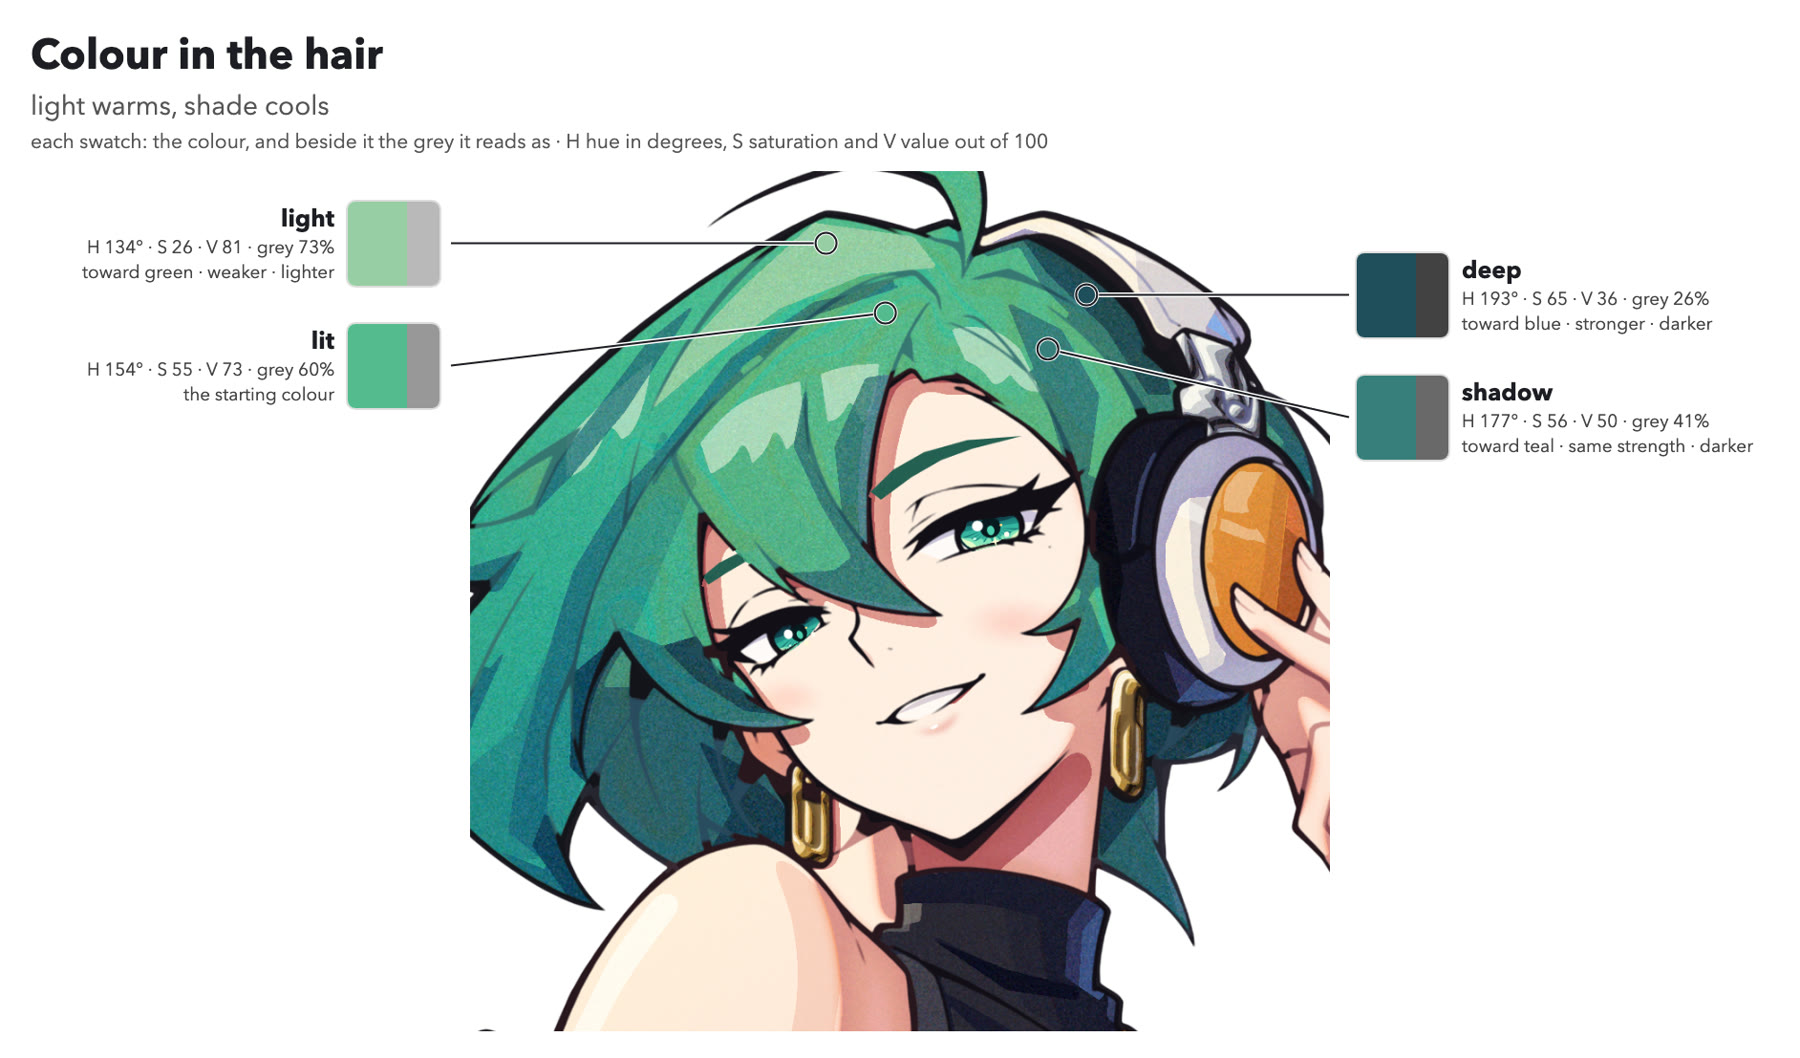 Colour in the hair
light warms, shade cools
each swatch: the colour, and beside it the grey it reads as · H hue in degrees, S saturation and V value out of 100
light
H 134° · S 26 · V 81 · grey 73%
toward green · weaker · lighter
lit
H 154° · S 55 · V 73 · grey 60%
the starting colour
deep
H 193° · S 65 · V 36 · grey 26%
toward blue · stronger · darker
shadow
H 177° · S 56 · V 50 · grey 41%
toward teal · same strength · darker